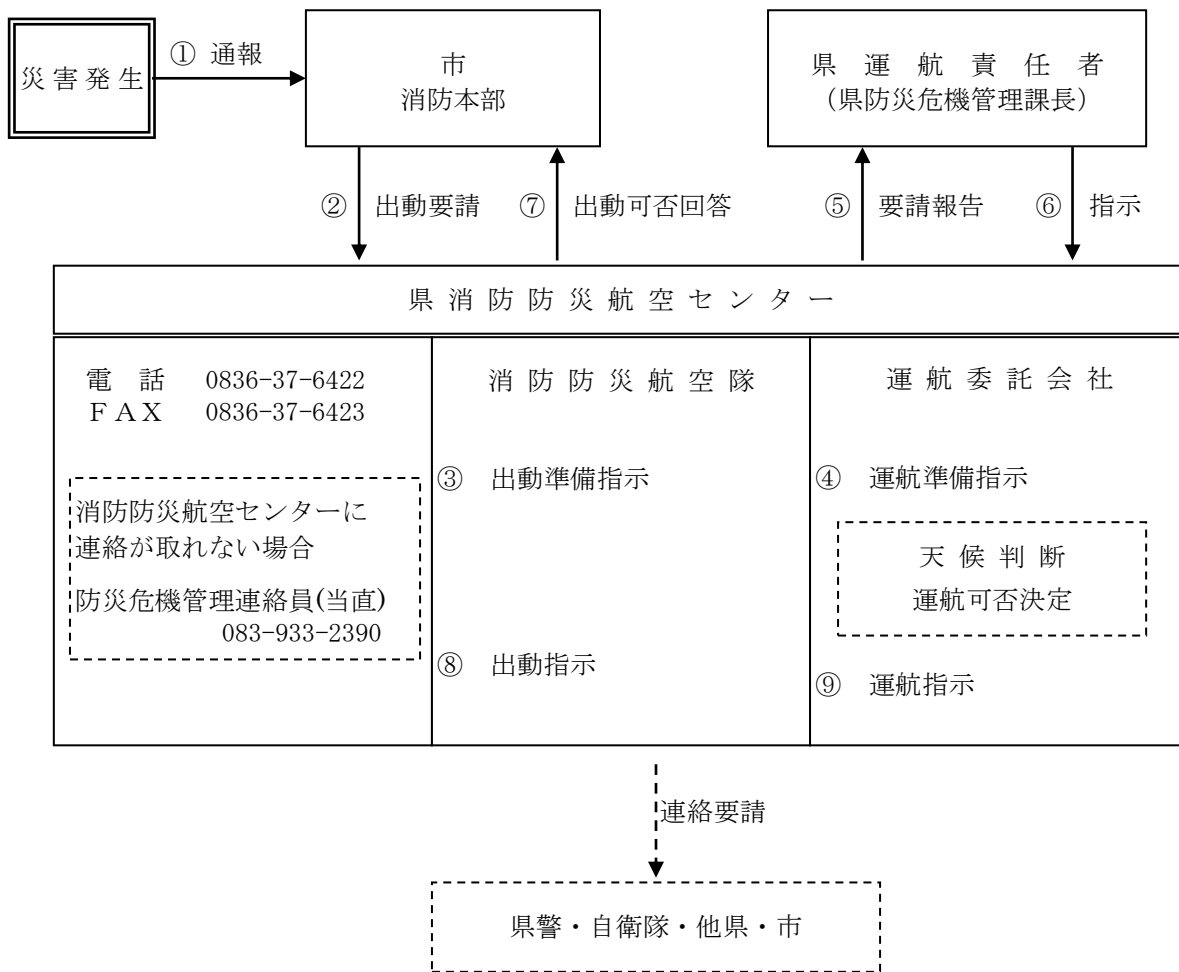 災害発生
① 通報
市
消防本部
県運航責任者
（県防災危機管理課長）
② 出動要請
⑦ 出動可否回答
⑤ 要請報告
⑥ 指示
県消防防災航空センター
電話 0836-37-6422
ＦＡＸ 0836-37-6423
消防防災航空センターに
連絡が取れない場合
防災危機管理連絡員(当直)
083-933-2390
消防防災航空隊
③ 出動準備指示
⑧ 出動指示
運航委託会社
④ 運航準備指示
天候判断
運航可否決定
⑨ 運航指示
連絡要請
県警・自衛隊・他県・市